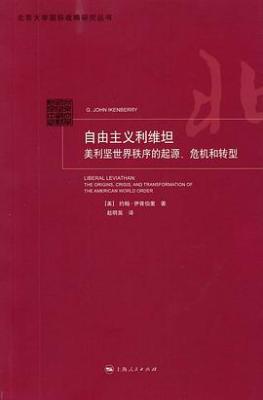 北京大学国际战略研究丛书
G. JOHN IKENBERRY
北
自由主义利维坦
美利坚世界秩序的起源、危机和转型
LIBERAL LEVIATHAN:
THE ORIGINS, CRISIS, AND TRANSFORMATION OF
THE AMERICAN WORLD ORDER
[美] 约翰·伊肯伯里 著
赵明昊 译
上海人民出版社